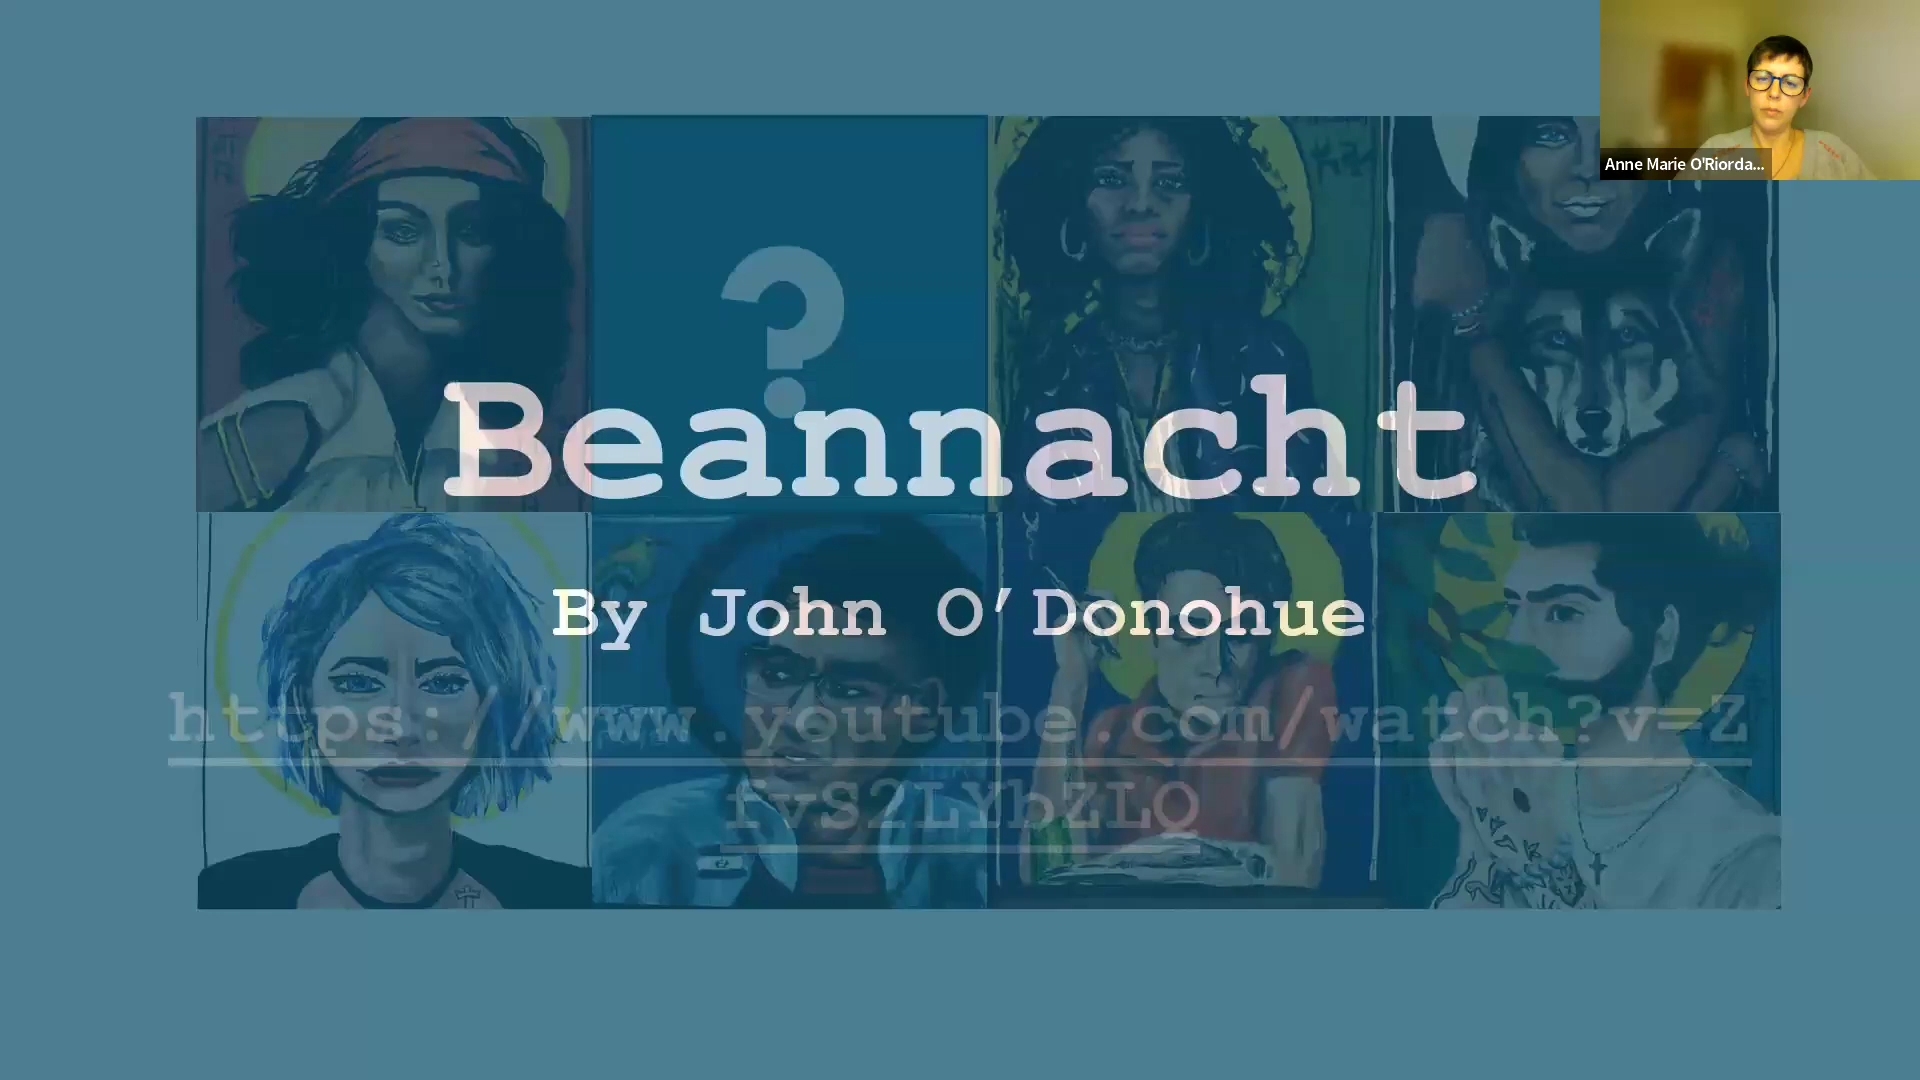 Anne Marie O'Riorda...
?
Beannacht
By John O'Donohue
https://www.youtube.com/watch?v=Z
fvS2LYbZLQ